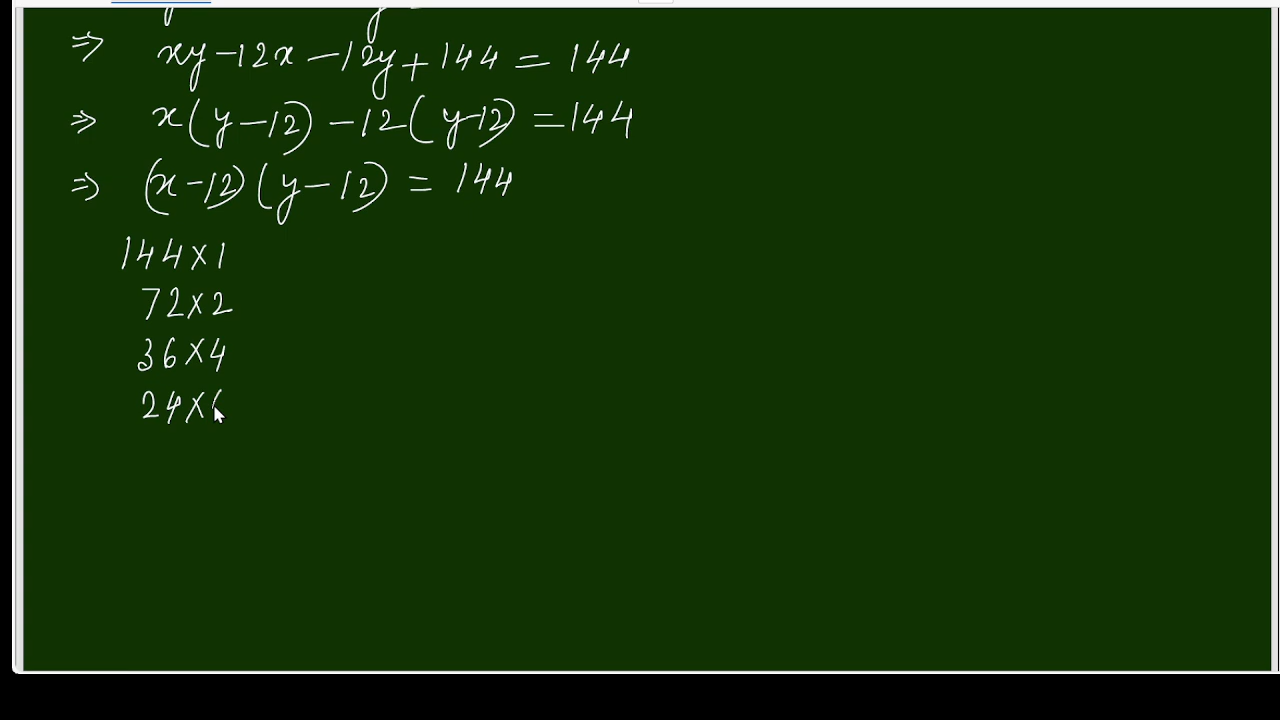 ⇒ xy - 12x - 12y + 144 = 144
⇒ x(y-12) - 12(y-12) = 144
⇒ (x-12)(y-12) = 144
144×1
72×2
36×4
24×